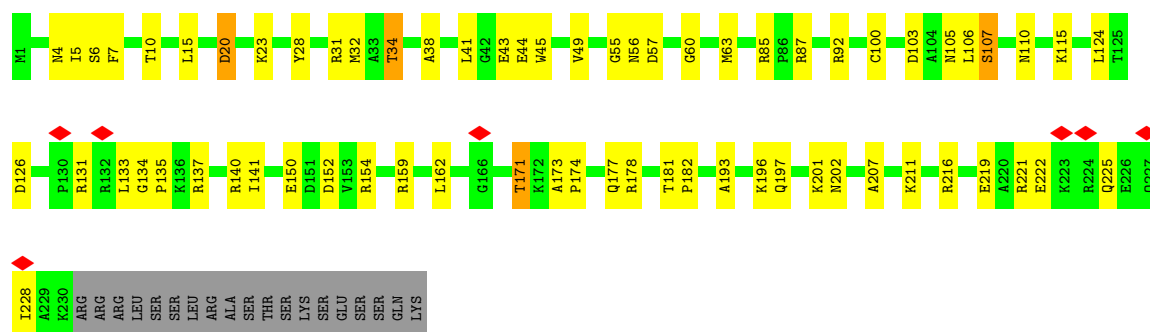 M1 N4 I5 S6 F7 T10 L15 D20 K23 Y28 R31 M32 A33 T34 A38 L41 G42 E43 E44 W45 V49 G55 N56 D57 G60 M63 R85 P86 R87 R92 C100 D103 A104 N105 L106 S107 N110 K115 L124 T125
D126 P130 R131 R132 L133 G134 P135 K136 R137 R140 I141 E150 D151 D152 V153 R154 R159 L162 G166 T171 K172 A173 P174 Q177 R178 T181 P182 A193 K196 Q197 K201 N202 A207 K211 R216 E219 A220 R221 E222 K223 R224 Q225 E226
I228 A229 K230 ARG ARG ARG LEU SER SER LEU ARG ALA SER THR SER LYS SER GLU SER SER GLN LYS